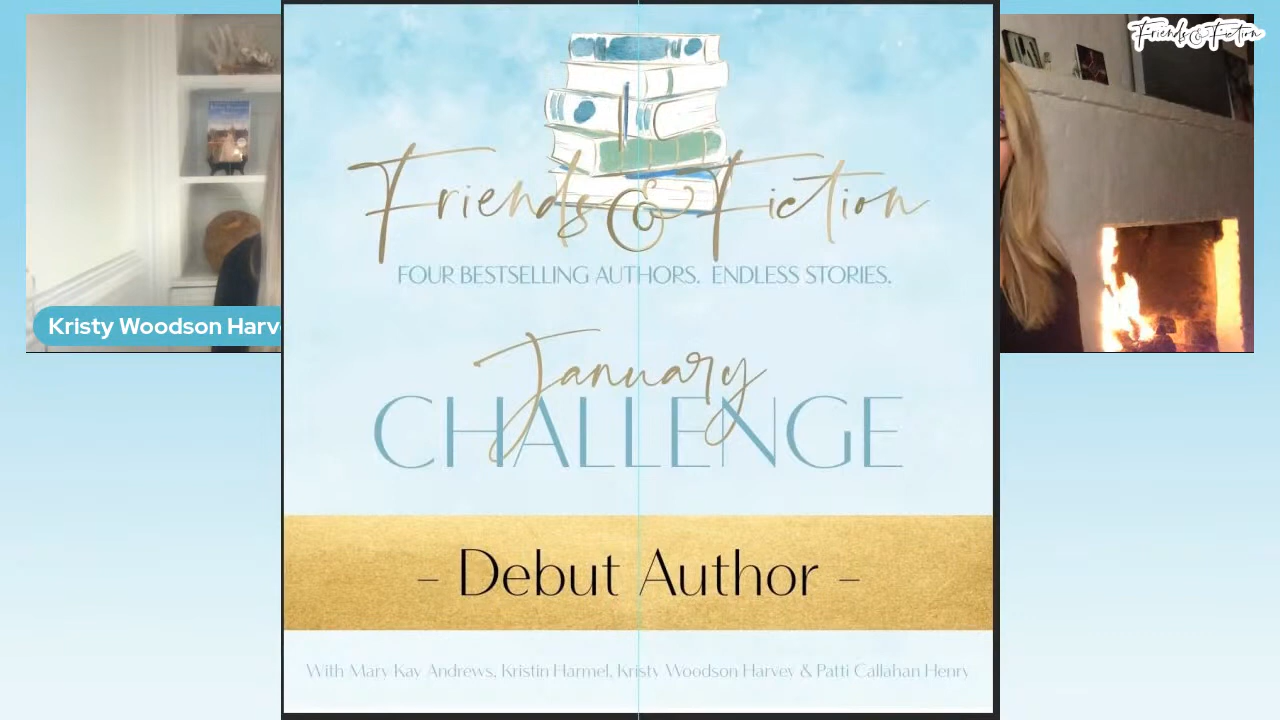 Friends & Fiction
FOUR BESTSELLING AUTHORS. ENDLESS STORIES.
January
CHALLENGE
– Debut Author –
With Mary Kay Andrews, Kristin Harmel, Kristy Woodson Harvey & Patti Callahan Henry
Kristy Woodson Harv
Friends & Fiction